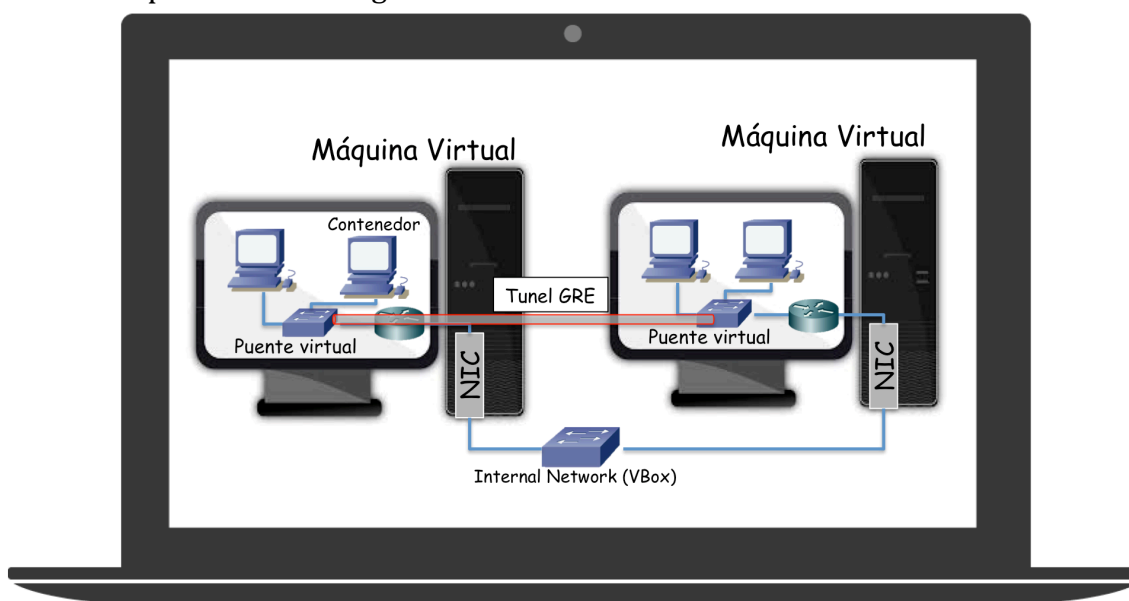 Máquina Virtual
Máquina Virtual
Contenedor
Tunel GRE
Puente virtual
Puente virtual
NIC
NIC
Internal Network (VBox)